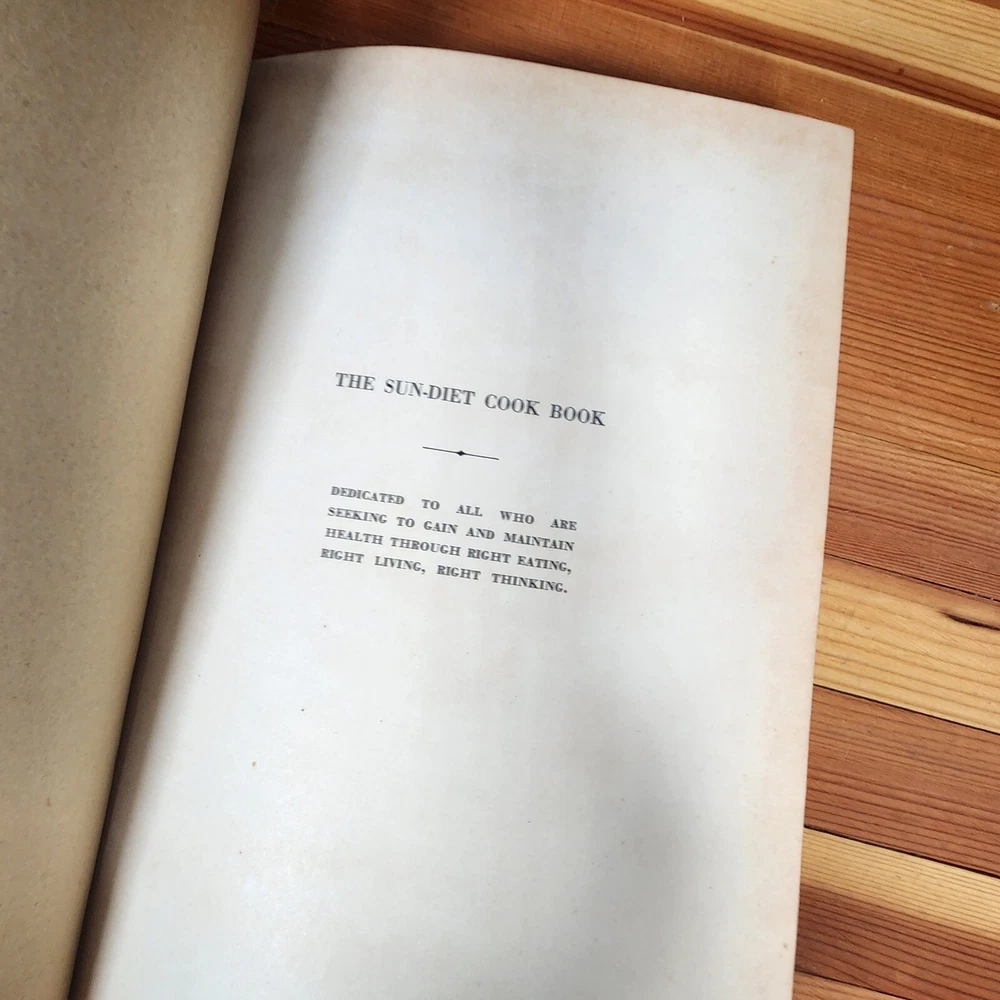 THE SUN-DIET COOK BOOK
DEDICATED TO ALL WHO ARE
SEEKING TO GAIN AND MAINTAIN
HEALTH THROUGH RIGHT EATING,
RIGHT LIVING, RIGHT THINKING.